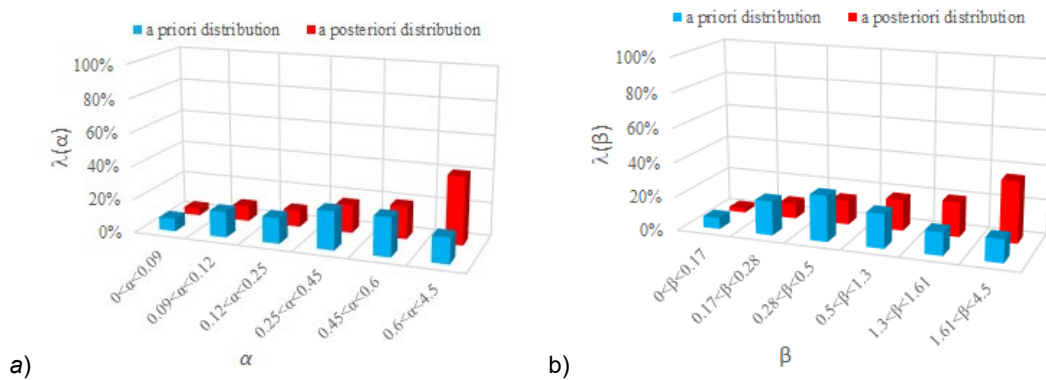 a priori distribution a posteriori distribution
100%
80%
60%
40%
20%
0%
λ(α)
0<α<0.09
0.09<α<0.12
0.12<α<0.25
0.25<α<0.45
0.45<α<0.6
0.6<α<4.5
α
a)
a priori distribution a posteriori distribution
100%
80%
60%
40%
20%
0%
λ(β)
0<β<0.17
0.17<β<0.28
0.28<β<0.5
0.5<β<1.3
1.3<β<1.61
1.61<β<4.5
β
b)